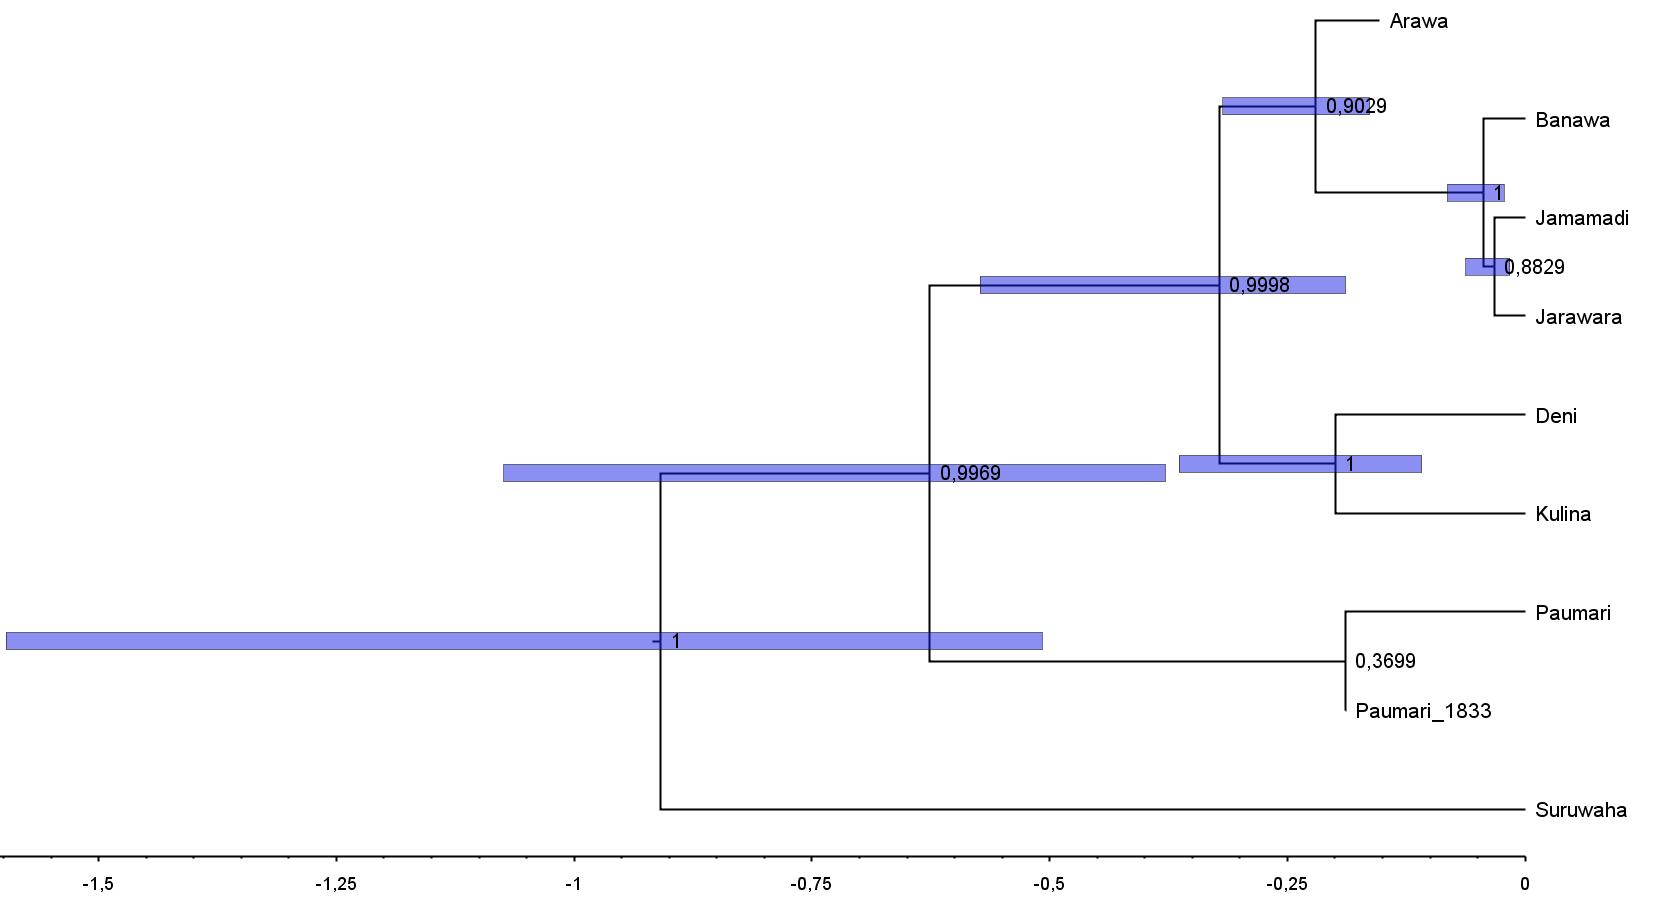 Arawa
0,9029
Banawa
1
Jamamadi
0,8829
0,9998
Jarawara
Deni
1
0,9969
Kulina
Paumari
1
0,3699
Paumari_1833
Suruwaha
-1,5 -1,25 -1 -0,75 -0,5 -0,25 0